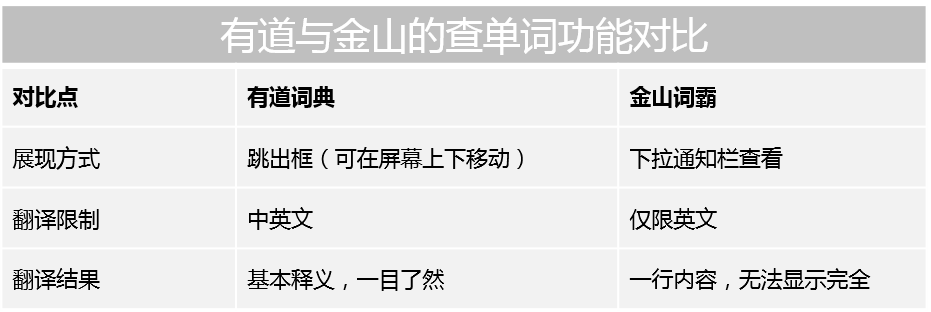 有道与金山的查单词功能对比
对比点 有道词典 金山词霸
展现方式 跳出框（可在屏幕上下移动） 下拉通知栏查看
翻译限制 中英文 仅限英文
翻译结果 基本释义，一目了然 一行内容，无法显示完全